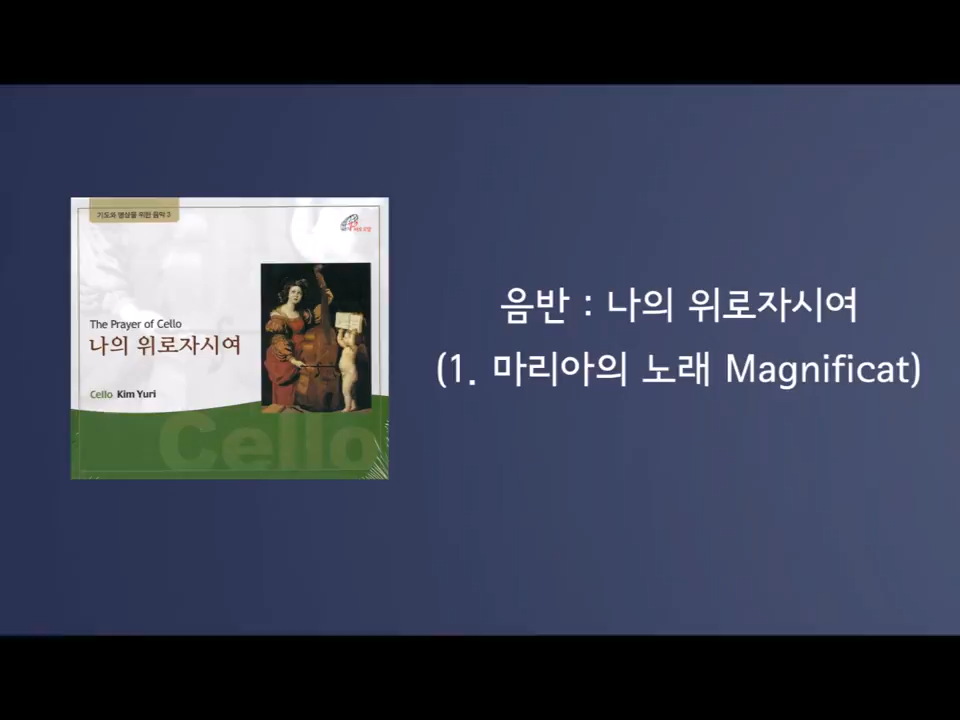 기도와 명상을 위한 음악 3
The Prayer of Cello
나의 위로자시여
Cello Kim Yuri
Cello
음반 : 나의 위로자시여
(1. 마리아의 노래 Magnificat)